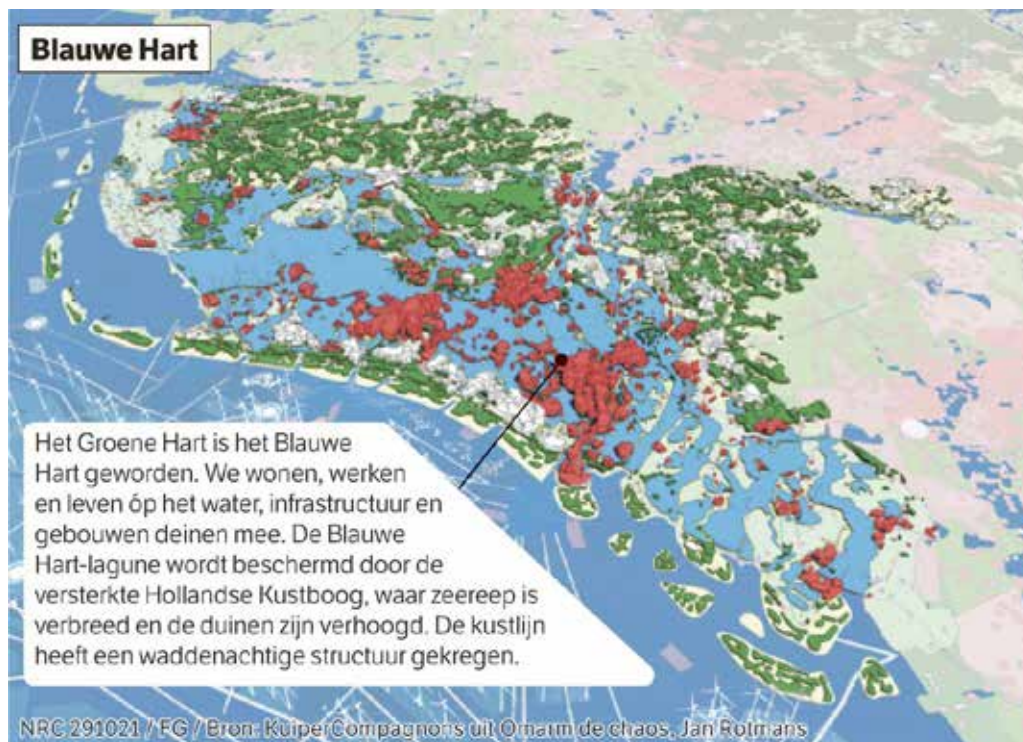 Blauwe Hart
Het Groene Hart is het Blauwe
Hart geworden. We wonen, werken
en leven óp het water, infrastructuur en
gebouwen deinen mee. De Blauwe
Hart-lagune wordt beschermd door de
versterkte Hollandse Kustboog, waar zeereep is
verbreed en de duinen zijn verhoogd. De kustlijn
heeft een waddenachtige structuur gekregen.
NRC 291021 / FG / Bron: KuiperCompagnons uit Omarm de chaos, Jan Rotmans